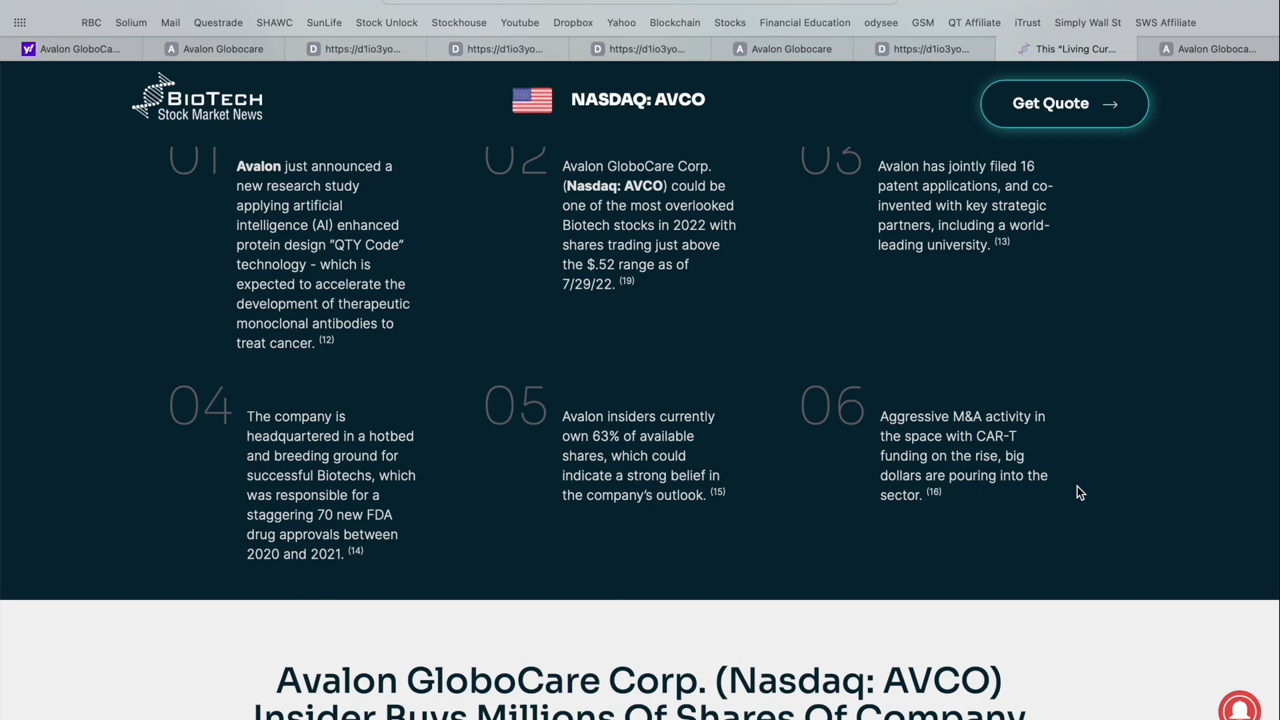 RBC Solium Mail Questrade SHAWC SunLife Stock Unlock Stockhouse Youtube Dropbox Yahoo Blockchain Stocks Financial Education odysee GSM QT Affiliate iTrust Simply Wall St SWS Affiliate
Avalon GloboCa... Avalon Globocare https://d1io3yo... https://d1io3yo... https://d1io3yo... Avalon Globocare https://d1io3yo... This “Living Cur... Avalon Globoca...
BIOTECH
Stock Market News
NASDAQ: AVCO
Get Quote →
01
Avalon just announced a
new research study
applying artificial
intelligence (AI) enhanced
protein design “QTY Code”
technology - which is
expected to accelerate the
development of therapeutic
monoclonal antibodies to
treat cancer. (12)
02
Avalon GloboCare Corp.
(Nasdaq: AVCO) could be
one of the most overlooked
Biotech stocks in 2022 with
shares trading just above
the $.52 range as of
7/29/22. (19)
03
Avalon has jointly filed 16
patent applications, and co-
invented with key strategic
partners, including a world-
leading university. (13)
04
The company is
headquartered in a hotbed
and breeding ground for
successful Biotechs, which
was responsible for a
staggering 70 new FDA
drug approvals between
2020 and 2021. (14)
05
Avalon insiders currently
own 63% of available
shares, which could
indicate a strong belief in
the company’s outlook. (15)
06
Aggressive M&A activity in
the space with CAR-T
funding on the rise, big
dollars are pouring into the
sector. (16)
Avalon GloboCare Corp. (Nasdaq: AVCO)
Insider Buys Millions Of Shares Of Company